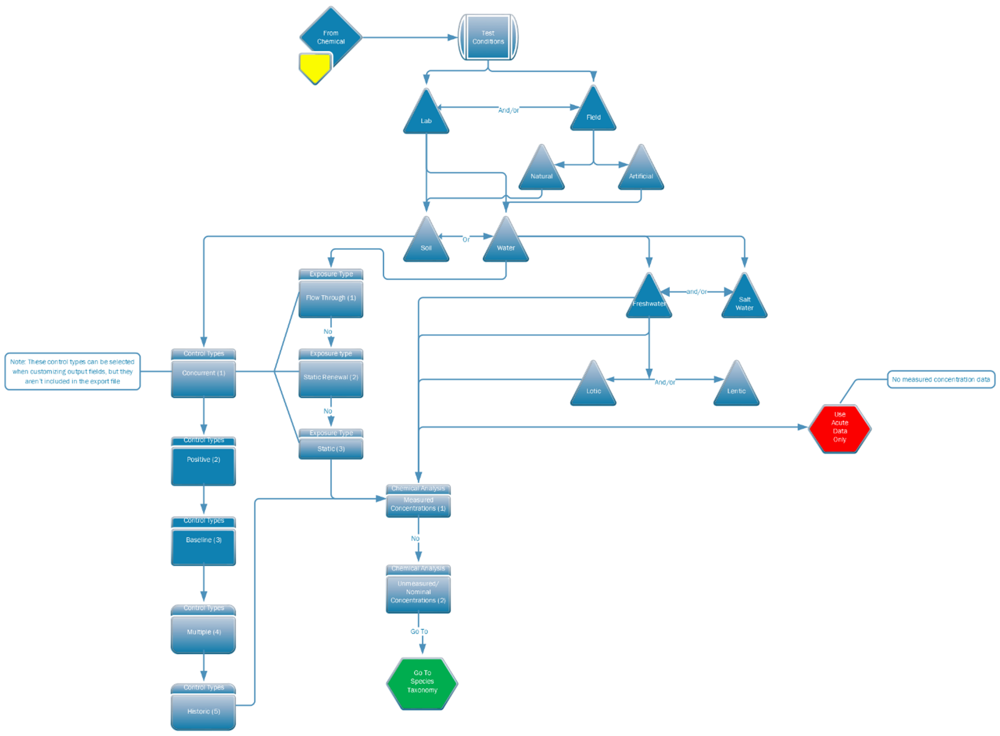 From
Chemical
Test
Conditions
Lab
And/or
Field
Natural
Artificial
Soil
Or
Water
Exposure Type
Flow Through (1)
No
Freshwater
and/or
Salt
Water
Note: These control types can be selected
when customizing output fields, but they
aren't included in the export file
Control Types
Concurrent (1)
Exposure type
Static Renewal (2)
No
Lotic
And/or
Lentic
No measured concentration data
Use
Acute
Data
Only
Control Types
Positive (2)
Exposure Type
Static (3)
Chemical Analysis
Measured
Concentrations (1)
No
Control Types
Baseline (3)
Chemical Analysis
Unmeasured/
Nominal
Concentrations (2)
Go To
Control Types
Multiple (4)
Go To
Species
Taxonomy
Control Types
Historic (5)